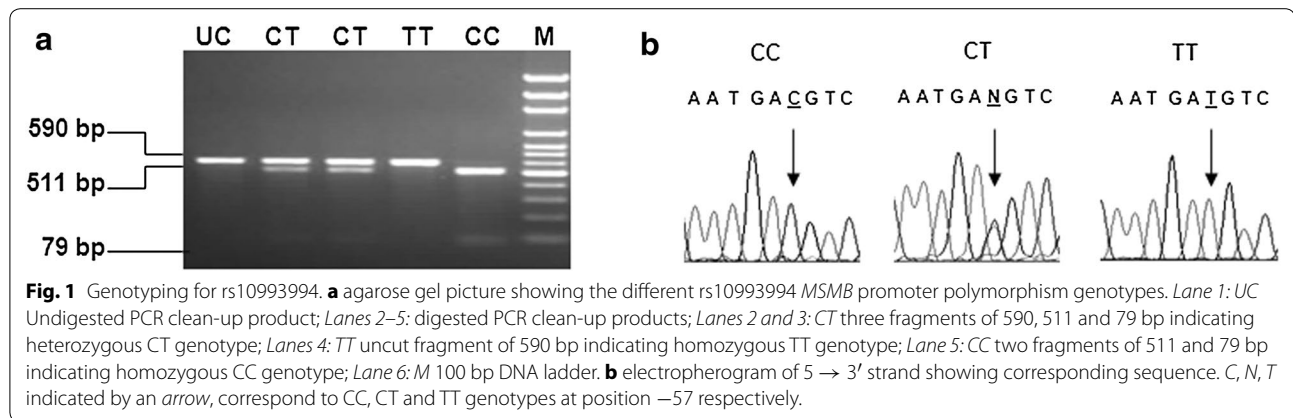 a
UC CT CT TT CC M
590 bp
511 bp
79 bp
b
CC CT TT
A A T G A C G T C A A T G A N G T C A A T G A T G T C
Fig. 1 Genotyping for rs10993994. a agarose gel picture showing the different rs10993994 MSMB promoter polymorphism genotypes. Lane 1: UC
Undigested PCR clean-up product; Lanes 2–5: digested PCR clean-up products; Lanes 2 and 3: CT three fragments of 590, 511 and 79 bp indicating
heterozygous CT genotype; Lanes 4: TT uncut fragment of 590 bp indicating homozygous TT genotype; Lane 5: CC two fragments of 511 and 79 bp
indicating homozygous CC genotype; Lane 6: M 100 bp DNA ladder. b electropherogram of 5 → 3′ strand showing corresponding sequence. C, N, T
indicated by an arrow, correspond to CC, CT and TT genotypes at position −57 respectively.